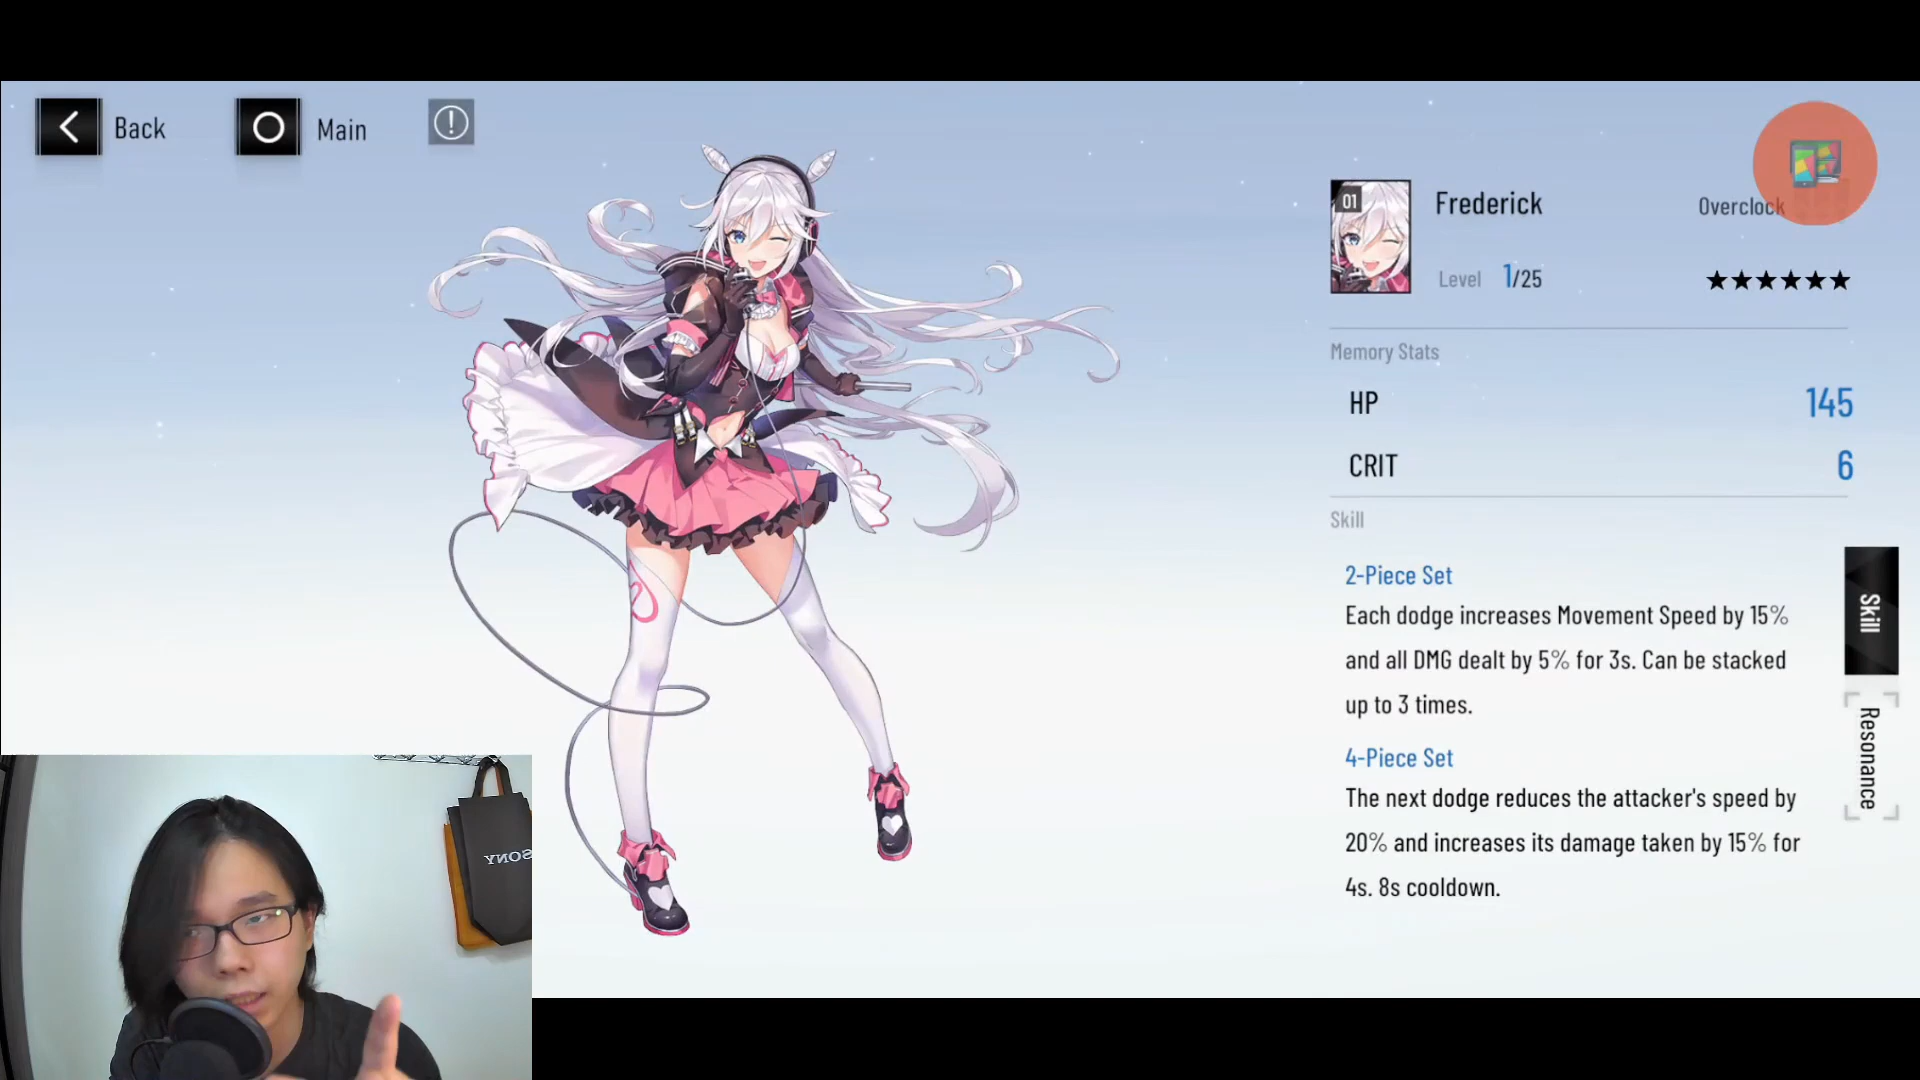 Back
Main
01
Frederick
Overclock
Level 1/25
★★★★★★
Memory Stats
HP 145
CRIT 6
Skill
2-Piece Set
Each dodge increases Movement Speed by 15%
and all DMG dealt by 5% for 3s. Can be stacked
up to 3 times.
4-Piece Set
The next dodge reduces the attacker's speed by
20% and increases its damage taken by 15% for
4s. 8s cooldown.
Skill
Resonance
SONY